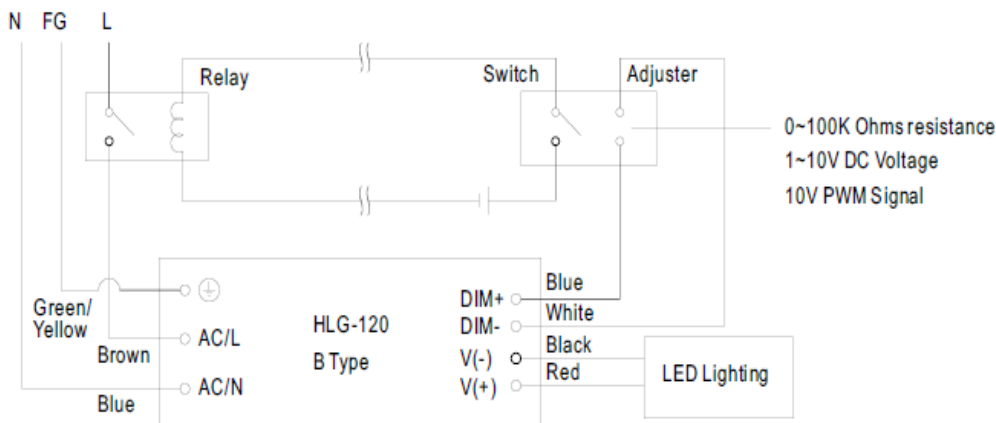 N FG L
Relay
Switch
Adjuster
0~100K Ohms resistance
1~10V DC Voltage
10V PWM Signal
Green/
Yellow
Brown
Blue
AC/L
AC/N
HLG-120
B Type
DIM+
DIM-
V(-)
V(+)
Blue
White
Black
Red
LED Lighting